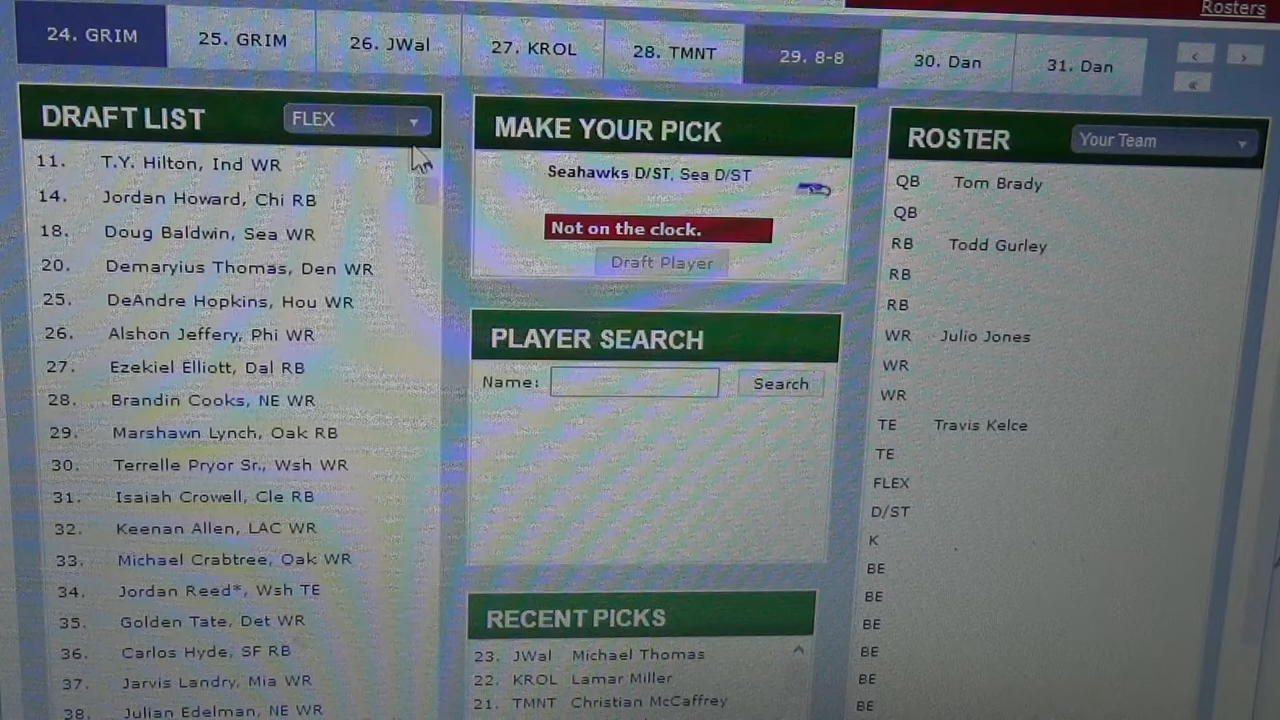 Rosters
24. GRIM
25. GRIM
26. JWal
27. KROL
28. TMNT
29. 8-8
30. Dan
31. Dan
‹
›
«
DRAFT LIST
FLEX
11. T.Y. Hilton, Ind WR
14. Jordan Howard, Chi RB
18. Doug Baldwin, Sea WR
20. Demaryius Thomas, Den WR
25. DeAndre Hopkins, Hou WR
26. Alshon Jeffery, Phi WR
27. Ezekiel Elliott, Dal RB
28. Brandin Cooks, NE WR
29. Marshawn Lynch, Oak RB
30. Terrelle Pryor Sr., Wsh WR
31. Isaiah Crowell, Cle RB
32. Keenan Allen, LAC WR
33. Michael Crabtree, Oak WR
34. Jordan Reed*, Wsh TE
35. Golden Tate, Det WR
36. Carlos Hyde, SF RB
37. Jarvis Landry, Mia WR
38. Julian Edelman, NE WR
MAKE YOUR PICK
Seahawks D/ST, Sea D/ST
Not on the clock.
Draft Player
PLAYER SEARCH
Name:
Search
RECENT PICKS
23. JWal Michael Thomas
22. KROL Lamar Miller
21. TMNT Christian McCaffrey
ROSTER
Your Team
QB Tom Brady
QB
RB Todd Gurley
RB
RB
WR Julio Jones
WR
WR
TE Travis Kelce
TE
FLEX
D/ST
K
BE
BE
BE
BE
BE
BE